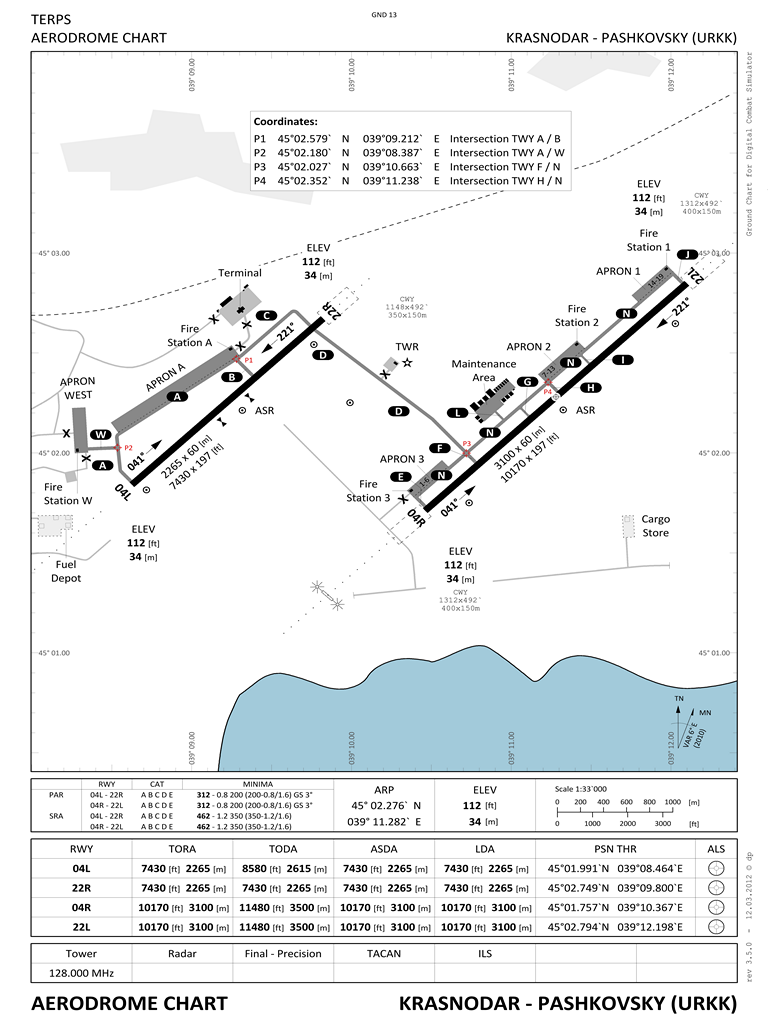 TERPS
GND 13
AERODROME CHART
KRASNODAR - PASHKOVSKY (URKK)
039° 09.00
039° 10.00
039° 11.00
039° 12.00
Ground Chart for Digital Combat Simulator
Coordinates:
P1 45°02.579` N 039°09.212` E Intersection TWY A / B
P2 45°02.180` N 039°08.387` E Intersection TWY A / W
P3 45°02.027` N 039°10.663` E Intersection TWY F / N
P4 45°02.352` N 039°11.238` E Intersection TWY H / N
ELEV
112 [ft]
34 [m]
CWY
1312x492`
400x150m
Fire
Station 1
45° 03.00
45° 03.00
J
22L
ELEV
112 [ft]
34 [m]
Terminal
APRON 1
14-19
221°
22R
CWY
1148x492`
350x150m
C
N
Fire
Station 2
Fire
Station A
221°
P1
D
TWR
APRON 2
N
I
7-13
APRON A
B
Maintenance
Area
G
P4
H
APRON
WEST
A
L
ASR
D
ASR
W
P2
N
A
041°
2265 x 60 [m]
7430 x 197 [ft]
F
P3
3100 x 60 [m]
10170 x 197 [ft]
45° 02.00
45° 02.00
APRON 3
E
N
1-6
04L
Fire
Station W
Fire
Station 3
04R
041°
ELEV
112 [ft]
34 [m]
Cargo
Store
Fuel
Depot
ELEV
112 [ft]
34 [m]
CWY
1312x492`
400x150m
45° 01.00
45° 01.00
TN
MN
VAR 6° E
(2010)
039° 09.00
039° 10.00
039° 11.00
039° 12.00
RWY CAT MINIMA
PAR 04L - 22R A B C D E 312 - 0.8 200 (200-0.8/1.6) GS 3°
04R - 22L A B C D E 312 - 0.8 200 (200-0.8/1.6) GS 3°
SRA 04L - 22R A B C D E 462 - 1.2 350 (350-1.2/1.6)
04R - 22L A B C D E 462 - 1.2 350 (350-1.2/1.6)
ARP
45° 02.276` N
039° 11.282` E
ELEV
112 [ft]
34 [m]
Scale 1:33`000
0 200 400 600 800 1000 [m]
0 1000 2000 3000 [ft]
RWY TORA TODA ASDA LDA PSN THR ALS
04L 7430 [ft] 2265 [m] 8580 [ft] 2615 [m] 7430 [ft] 2265 [m] 7430 [ft] 2265 [m] 45°01.991`N 039°08.464`E
22R 7430 [ft] 2265 [m] 7430 [ft] 2265 [m] 7430 [ft] 2265 [m] 7430 [ft] 2265 [m] 45°02.749`N 039°09.800`E
04R 10170 [ft] 3100 [m] 11480 [ft] 3500 [m] 10170 [ft] 3100 [m] 10170 [ft] 3100 [m] 45°01.757`N 039°10.367`E
22L 10170 [ft] 3100 [m] 11480 [ft] 3500 [m] 10170 [ft] 3100 [m] 10170 [ft] 3100 [m] 45°02.794`N 039°12.198`E
Tower Radar Final - Precision TACAN ILS
128.000 MHz
rev 3.5.0 - 12.03.2012 © dp
AERODROME CHART
KRASNODAR - PASHKOVSKY (URKK)